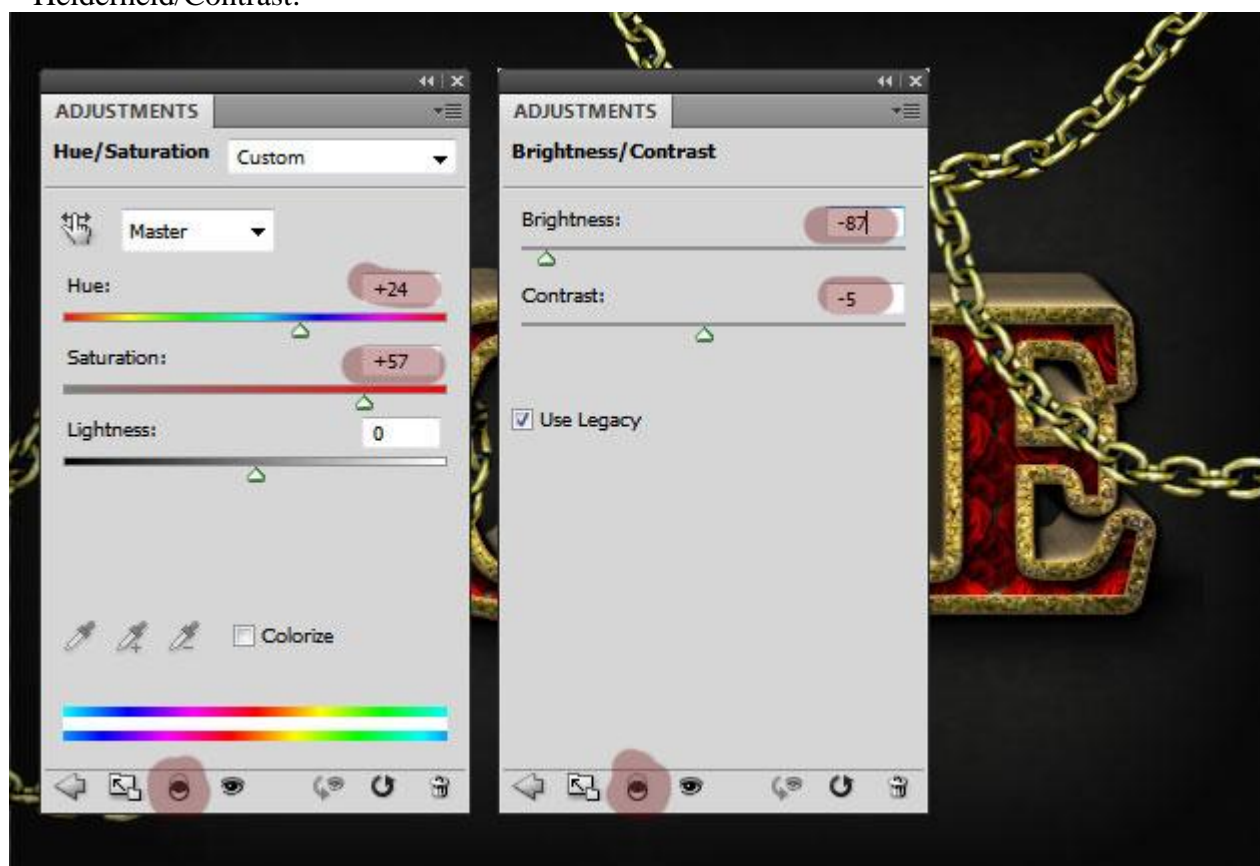 Helderheid/Contrast.
ADJUSTMENTS
Hue/Saturation Custom
Master
Hue: +24
Saturation: +57
Lightness: 0
Colorize
ADJUSTMENTS
Brightness/Contrast
Brightness: -87
Contrast: -5
Use Legacy
E